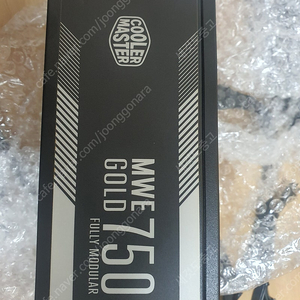 COOLER
MASTER
MWE
GOLD
750
FULLY MODULAR
cafe.naver.com/joonggonara